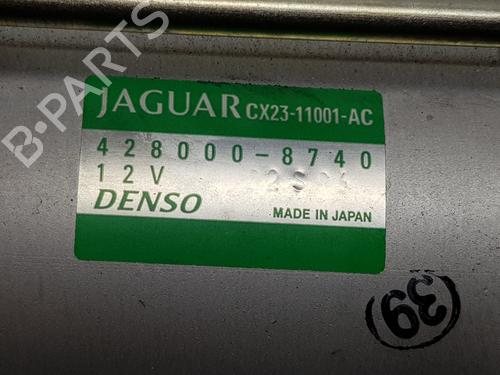 B-PARTS
JAGUAR CX23-11001-AC
428000-8740
12V
DENSO MADE IN JAPAN
(39)